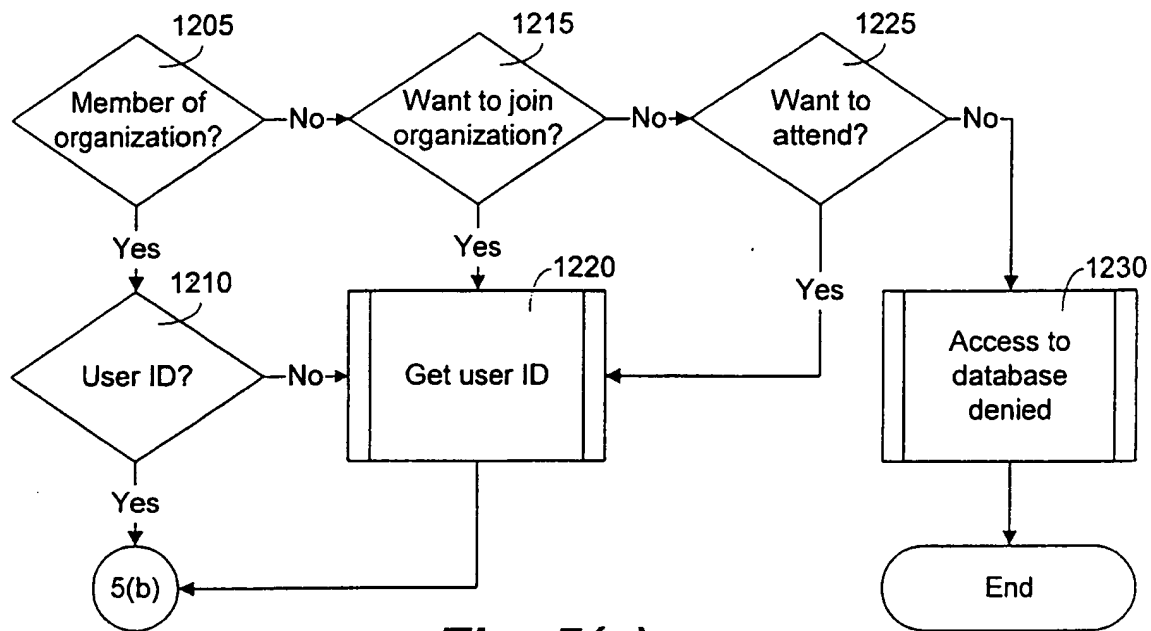 1205
1215
1225
Member of
organization?
No
Want to join
organization?
No
Want to
attend?
No
Yes
Yes
Yes
1210
1220
1230
User ID?
No
Get user ID
Access to
database
denied
Yes
5(b)
End